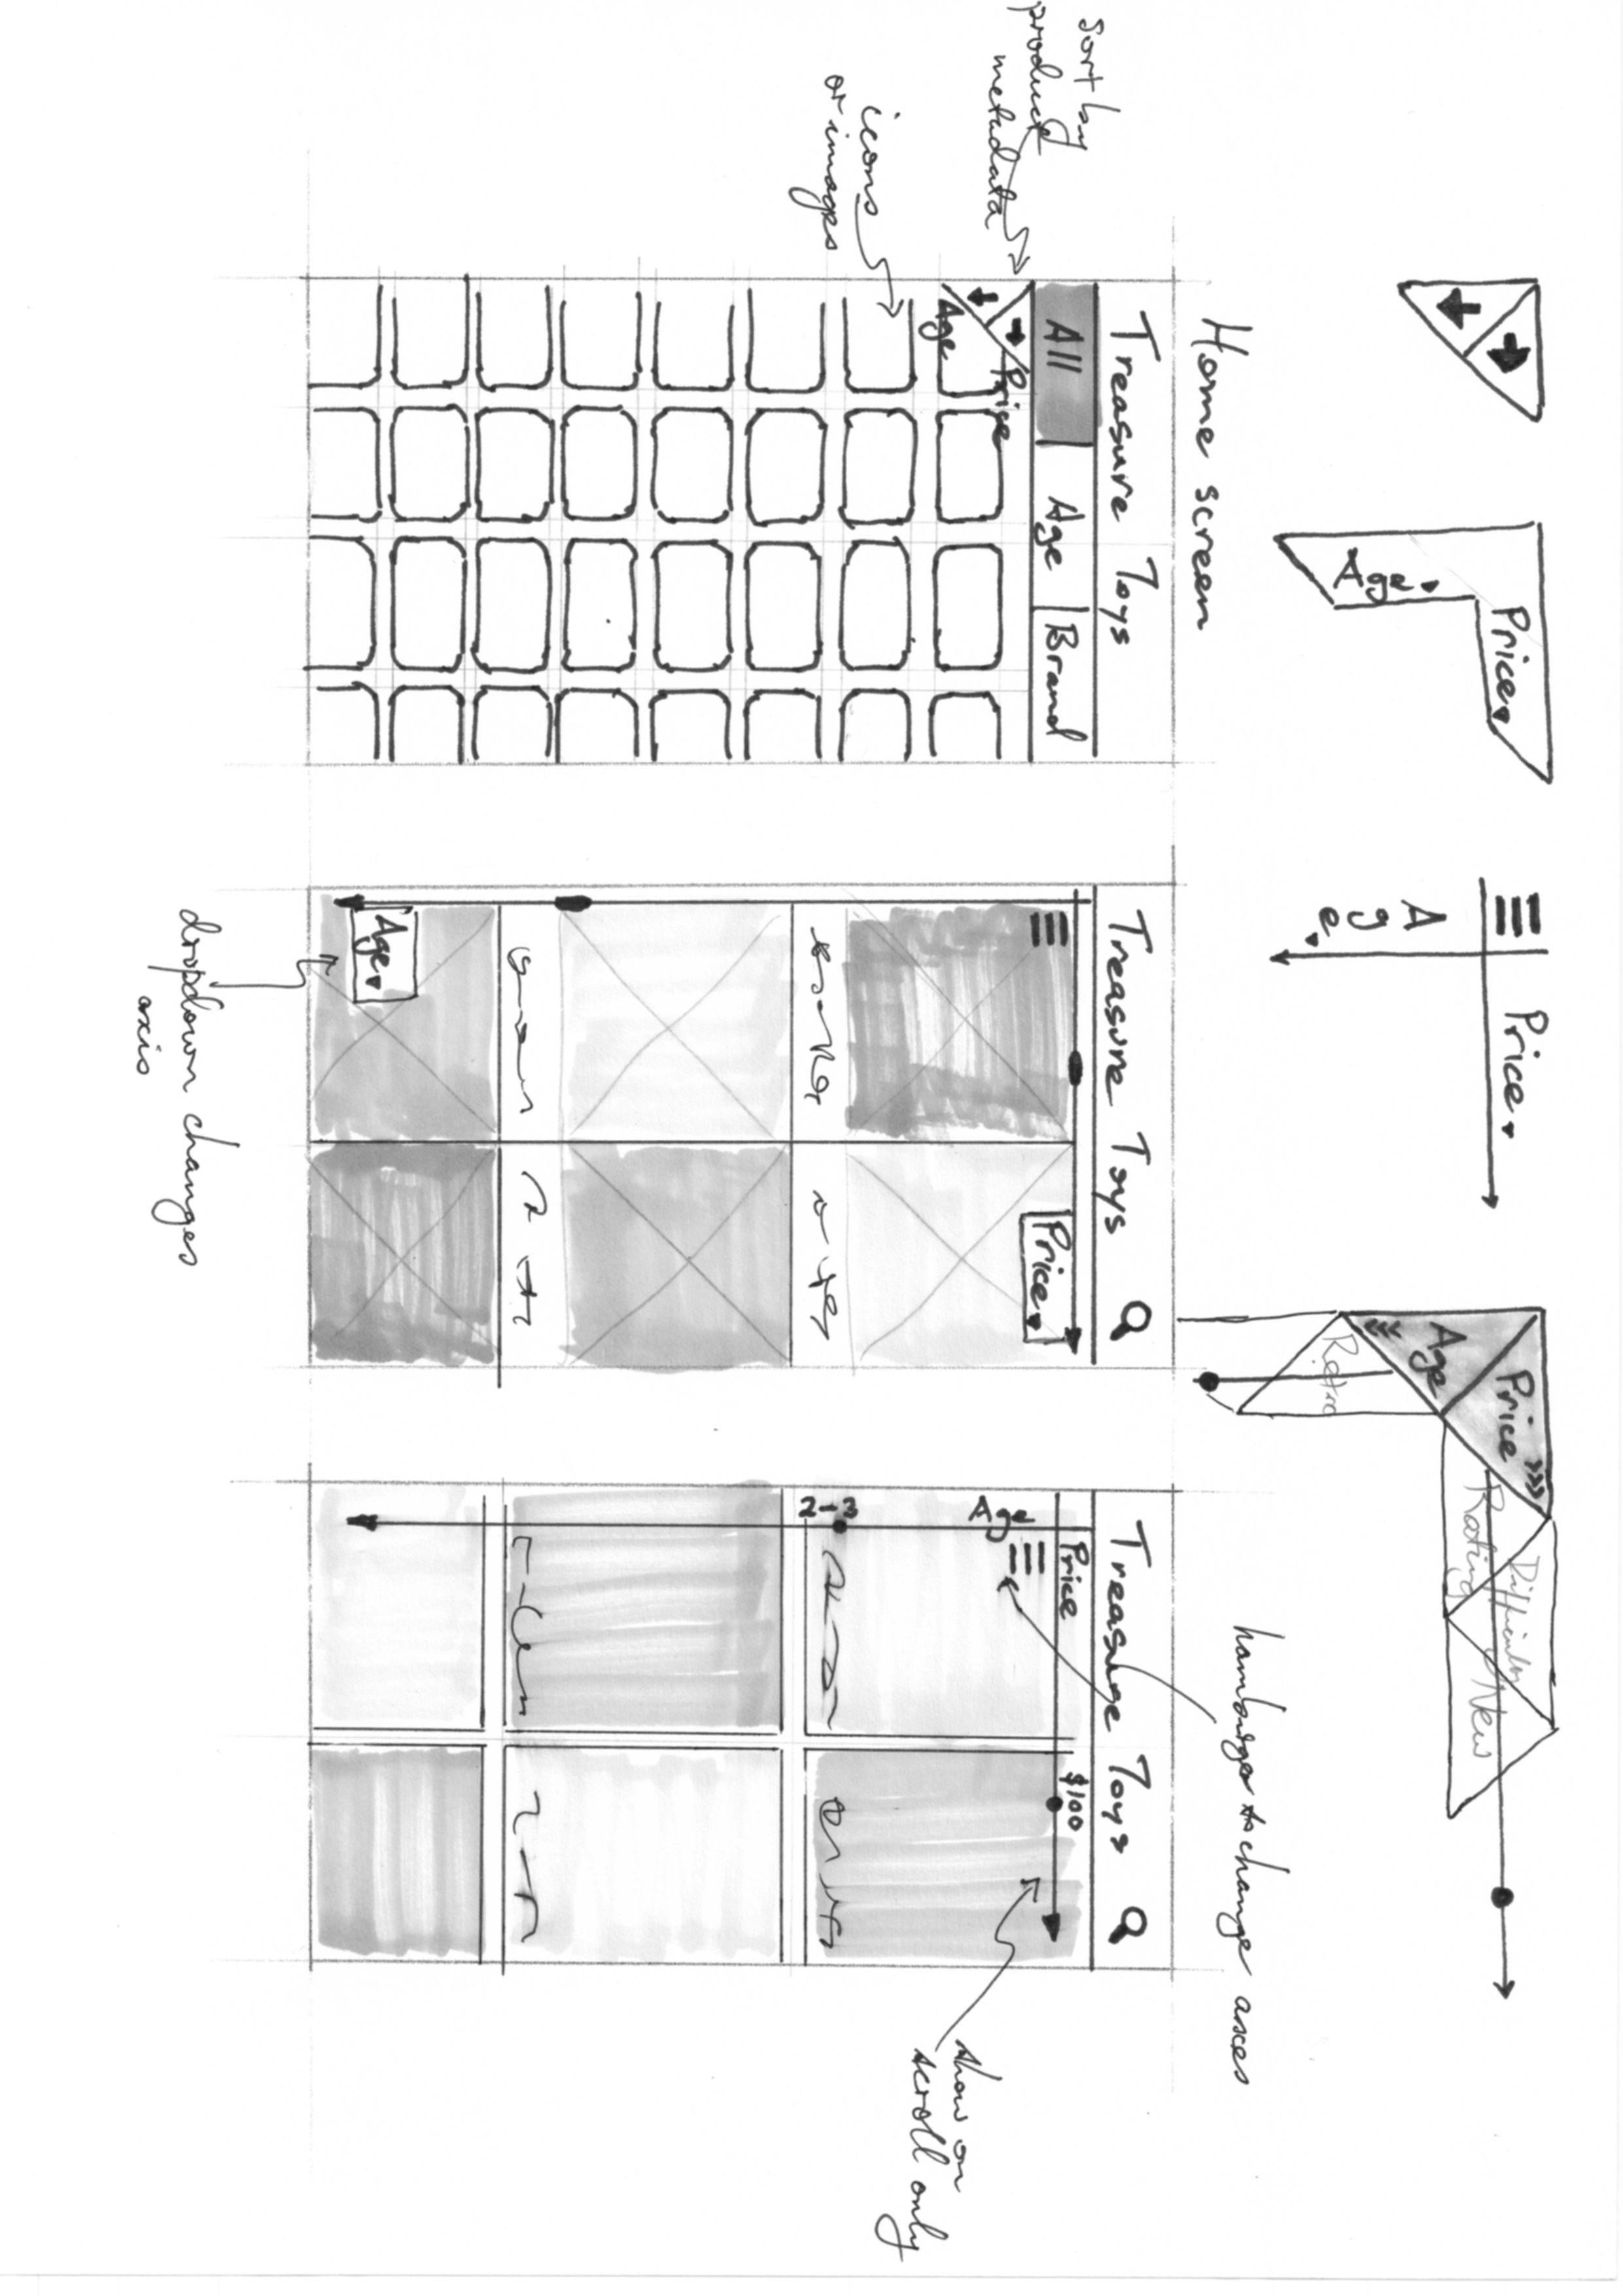 Age
Price
A
g
e
Price
Age
Price
Retro
Rating
Difficulty
New
Home screen
Treasure Toys
All
Age
Brand
Price
Age
sort by
product
metadata
icons
or images
Treasure Toys
Price
Age
dropdown changes
axis
Treasure Toys
Price
$100
Age
2-3
hamburger to change axes
show on
scroll only